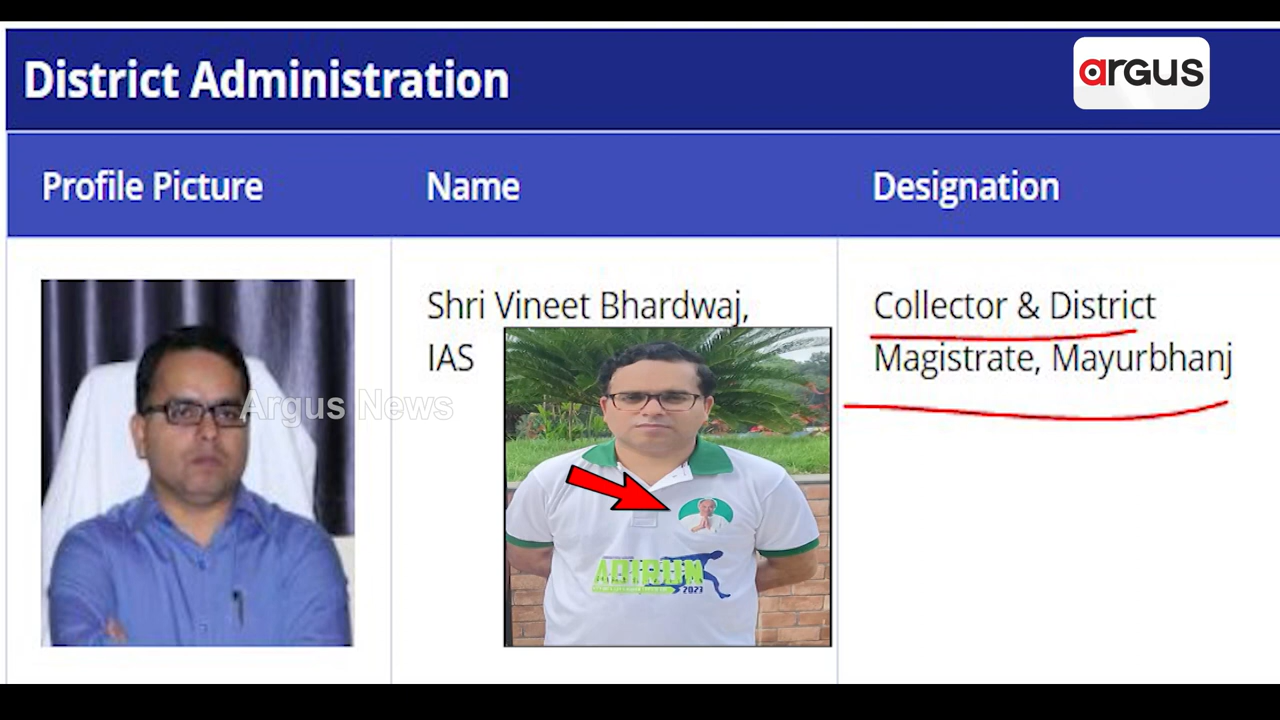 District Administration
argus
Profile Picture Name Designation
Shri Vineet Bhardwaj,
IAS
Collector & District
Magistrate, Mayurbhanj
Argus News
ADIRUN
2023